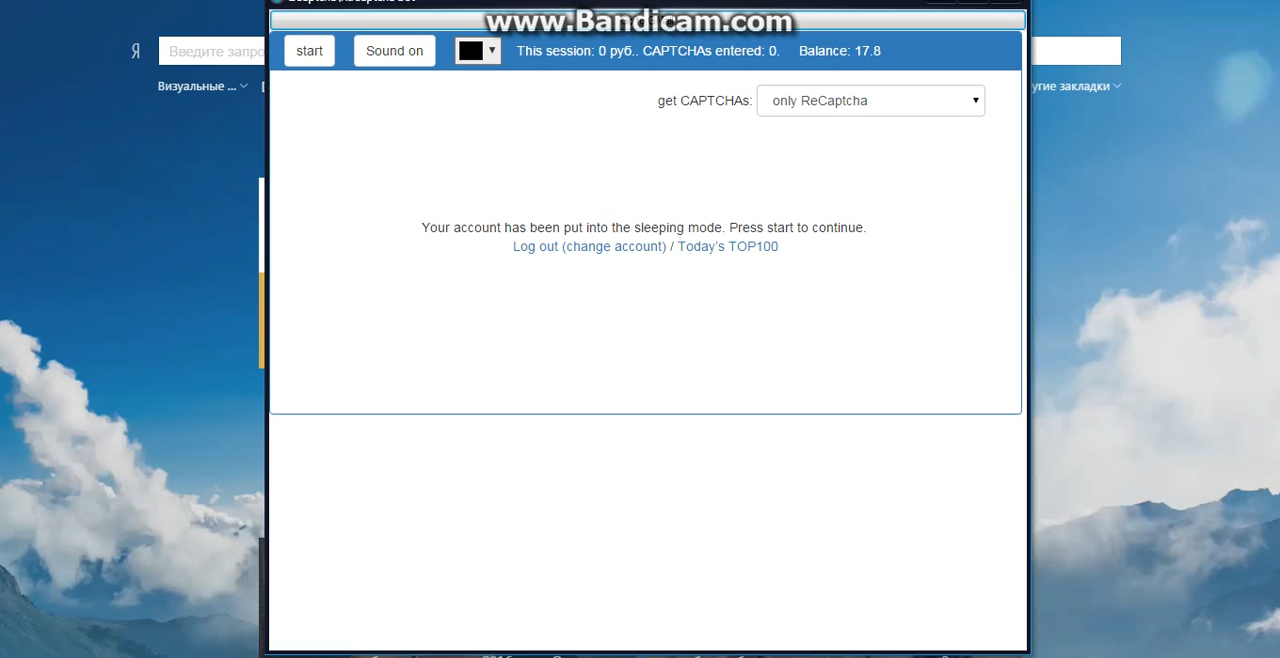 www.Bandicam.com
start
Sound on
This session: 0 руб.. CAPTCHAs entered: 0.
Balance: 17.8
Я
Введите запро
Визуальные ...
угие закладки
get CAPTCHAs:
only ReCaptcha
Your account has been put into the sleeping mode. Press start to continue.
Log out (change account) / Today's TOP100